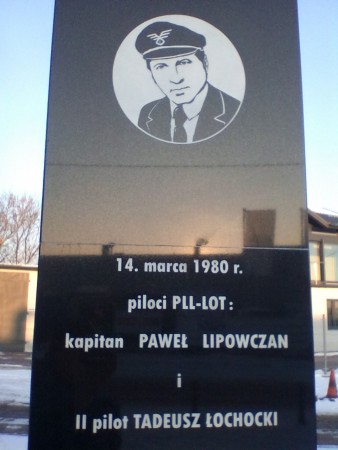 14. marca 1980 r.
piloci PLL-LOT:
kapitan PAWEŁ LIPOWCZAN
i
II pilot TADEUSZ ŁOCHOCKI